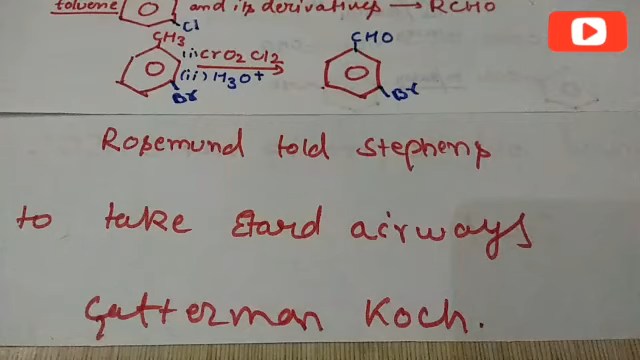 toluene and its derivatives → RCHO
Cl
CH3
(i) CrO2Cl2
(ii) H3O+
Br
CHO
Br
Rosemund told Stephens
to take Etard airways
Gatterman Koch.